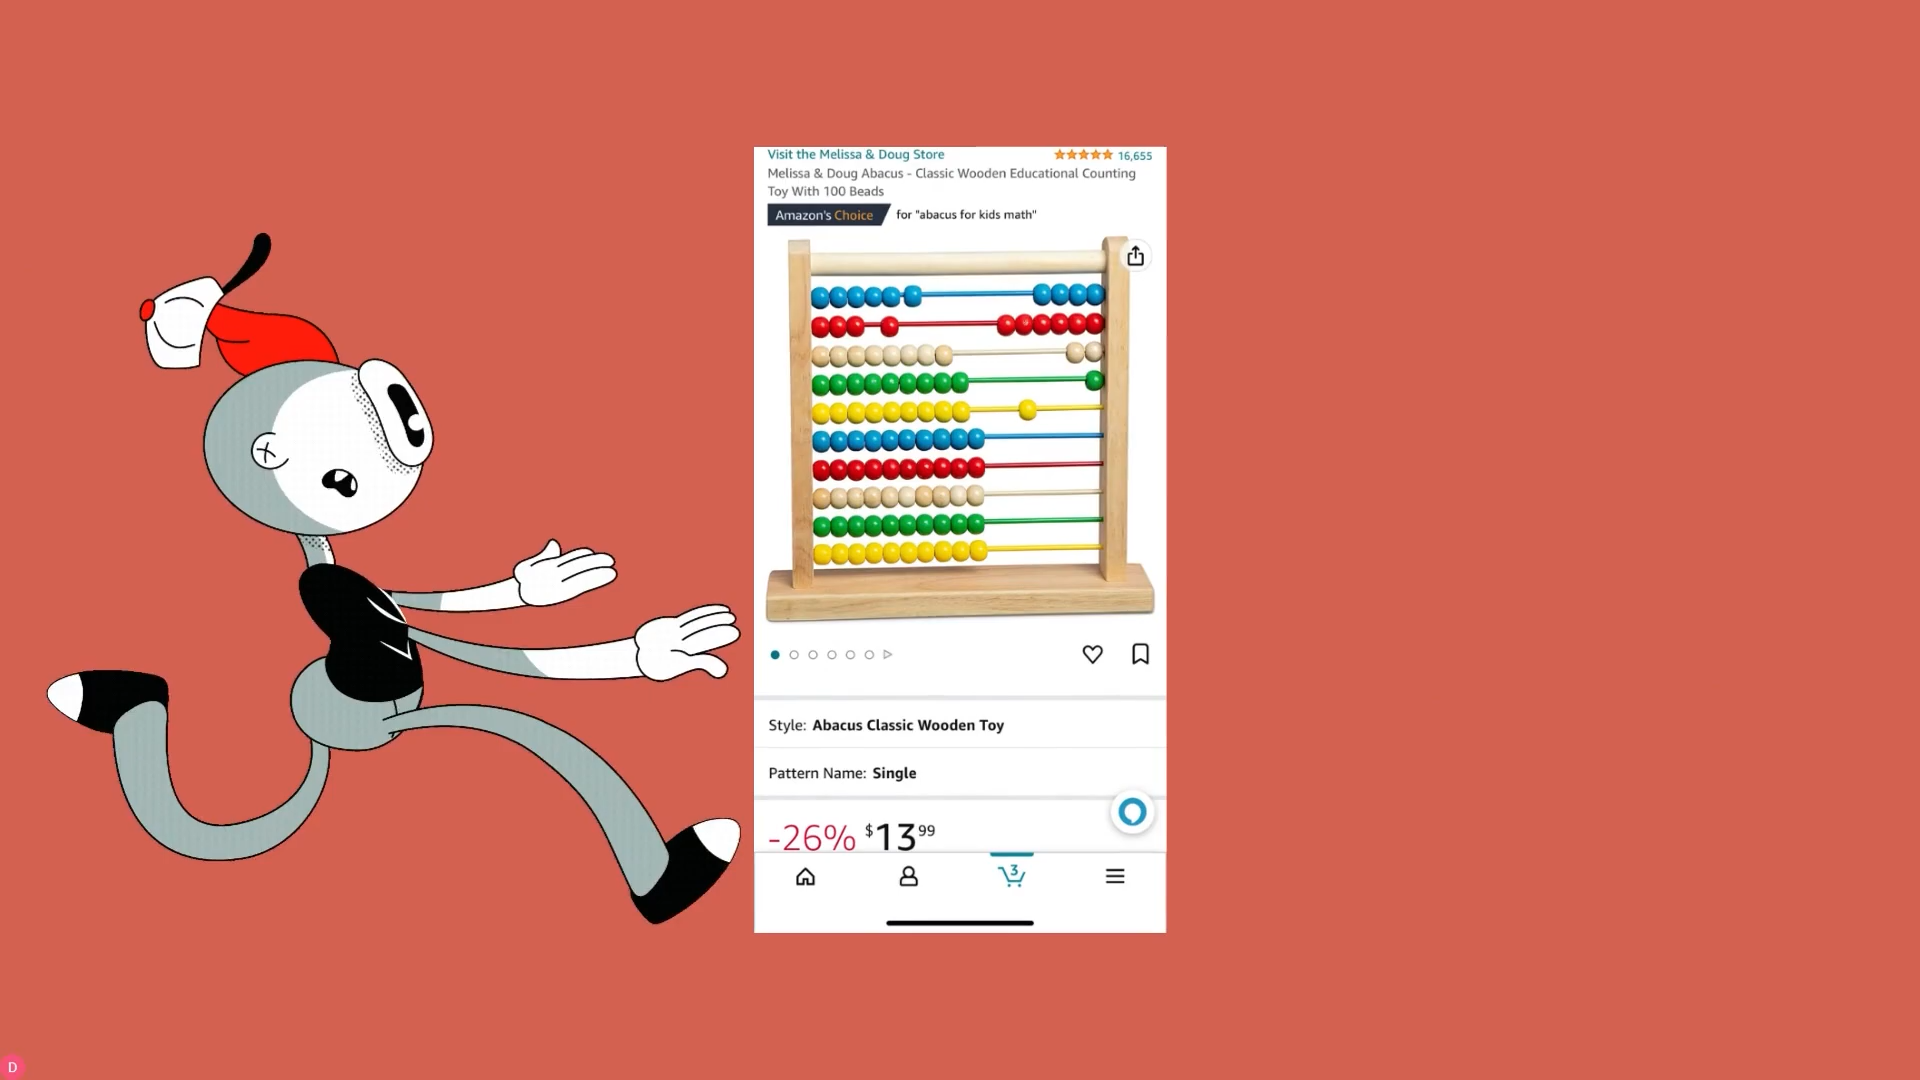 Visit the Melissa & Doug Store
16,655
Melissa & Doug Abacus - Classic Wooden Educational Counting
Toy With 100 Beads
Amazon's Choice for "abacus for kids math"
Style: Abacus Classic Wooden Toy
Pattern Name: Single
-26% $13 99
3
D